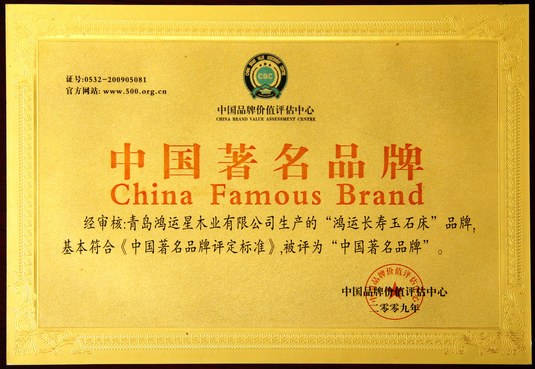 证号:0532-200905081
官方网站: www.500.org.cn
CBC
中国品牌价值评估中心
CHINA BRAND VALUE ASSESSMENT CENTRE
中国著名品牌
China Famous Brand
经审核:青岛鸿运星木业有限公司生产的“鸿运长寿玉石床”品牌,
基本符合《中国著名品牌评定标准》,被评为“中国著名品牌”。
中国品牌价值评估中心
二零零九年